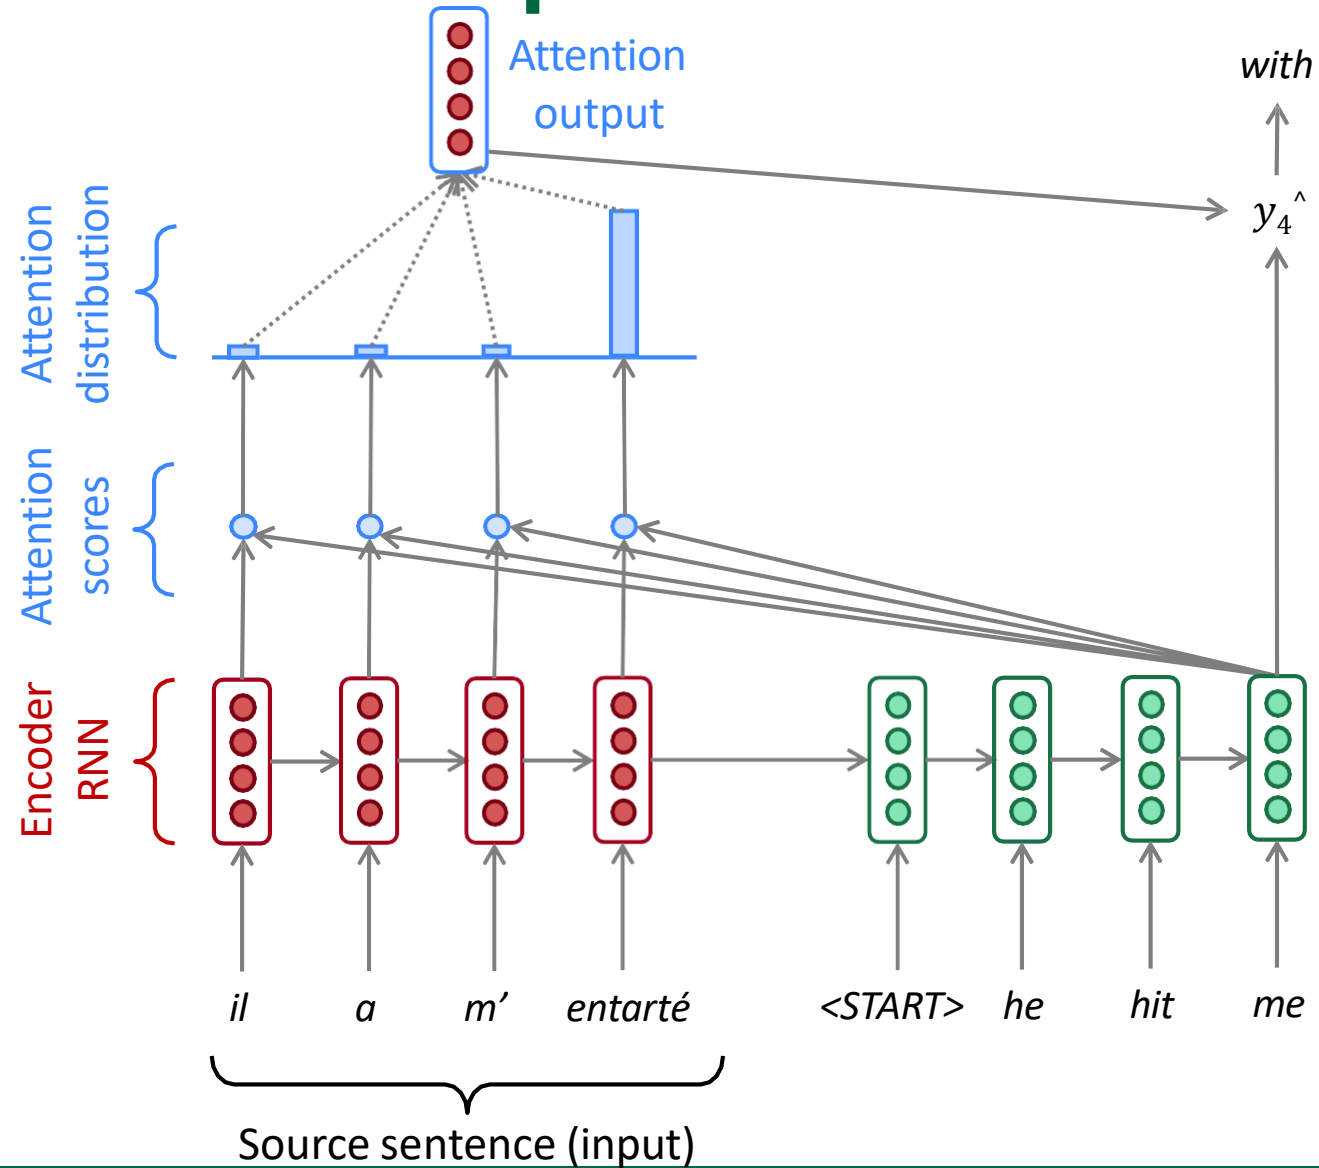 Attention
output
with
Attention
distribution
y₄^
Attention
scores
Encoder
RNN
il a m’ entarté <START> he hit me
Source sentence (input)